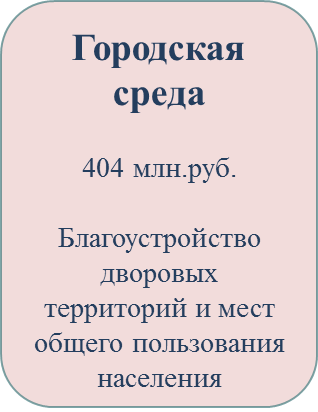 Городская
среда
404 млн.руб.
Благоустройство
дворовых
территорий и мест
общего пользования
населения